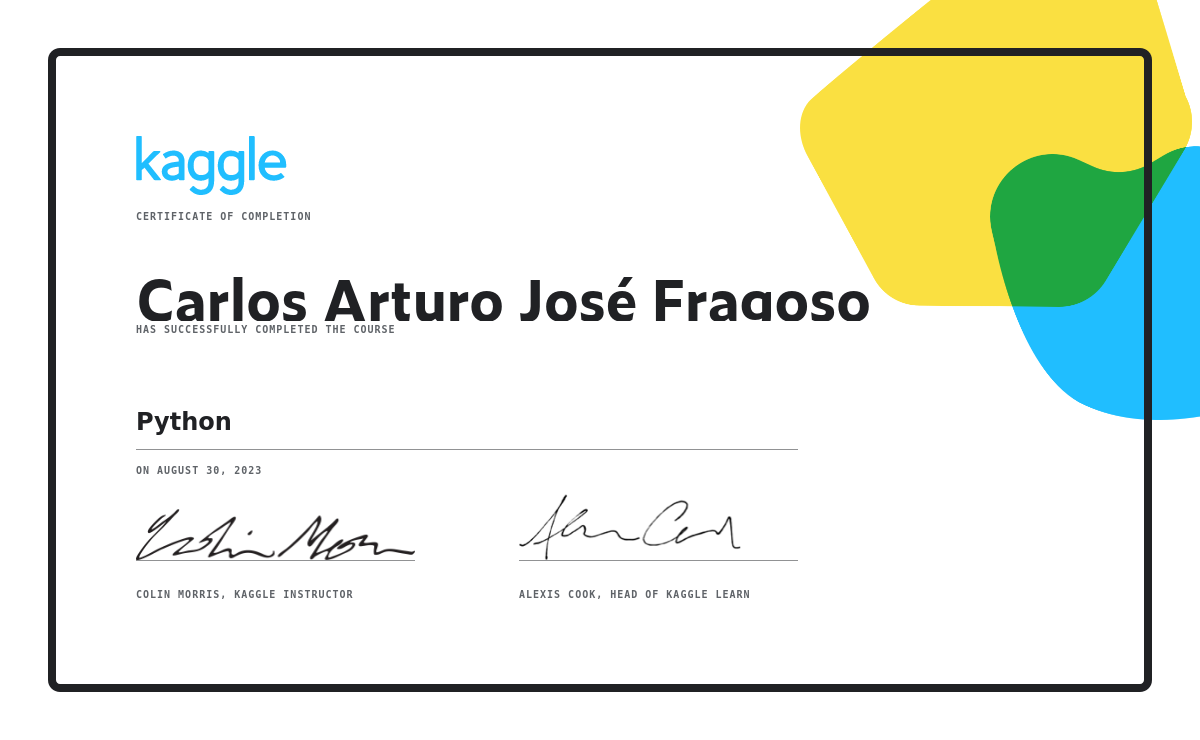 kaggle
CERTIFICATE OF COMPLETION
Carlos Arturo José Fragoso
HAS SUCCESSFULLY COMPLETED THE COURSE
Python
ON AUGUST 30, 2023
COLIN MORRIS, KAGGLE INSTRUCTOR
ALEXIS COOK, HEAD OF KAGGLE LEARN